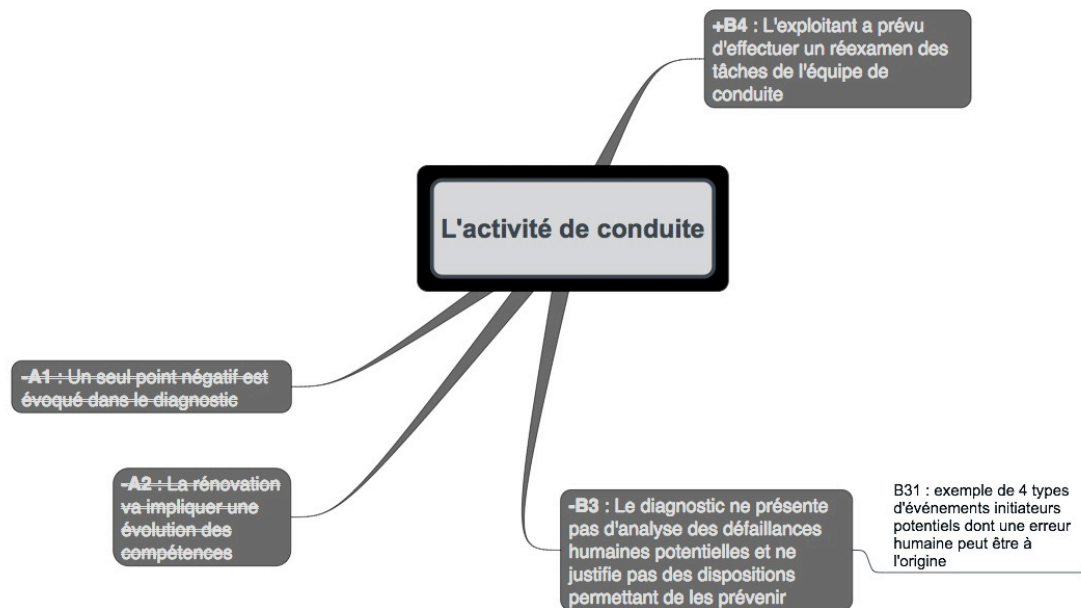 +B4 : L'exploitant a prévu
d'effectuer un réexamen des
tâches de l'équipe de
conduite
L'activité de conduite
-A1 : Un seul point négatif est
évoqué dans le diagnostic
-A2 : La rénovation
va impliquer une
évolution des
compétences
-B3 : Le diagnostic ne présente
pas d'analyse des défaillances
humaines potentielles et ne
justifie pas des dispositions
permettant de les prévenir
B31 : exemple de 4 types
d'événements initiateurs
potentiels dont une erreur
humaine peut être à
l'origine